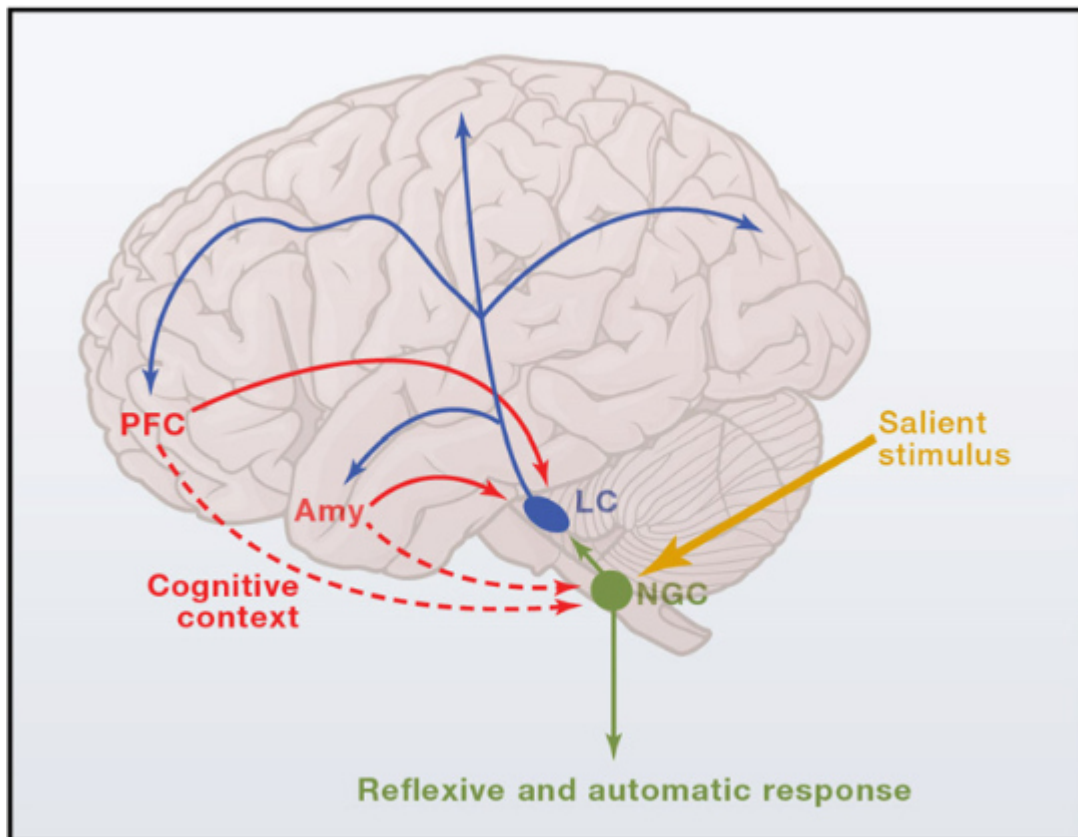 PFC
Salient
stimulus
LC
Amy
Cognitive
context
NGC
Reflexive and automatic response